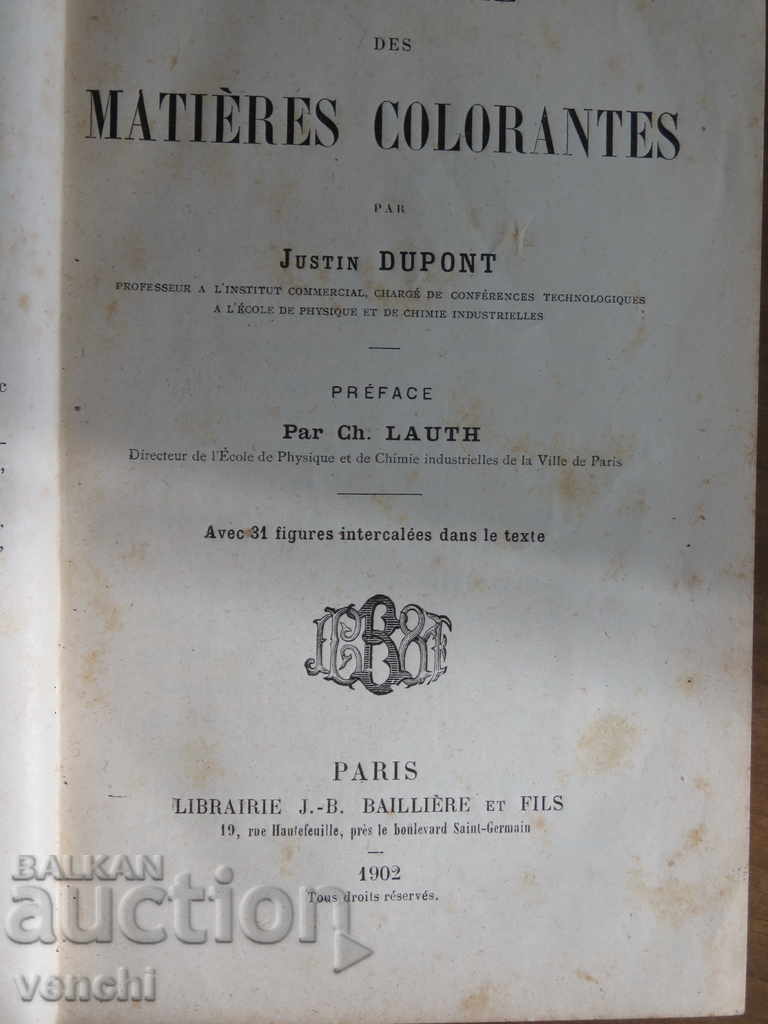 DES
MATIÈRES COLORANTES
PAR
JUSTIN DUPONT
PROFESSEUR A L'INSTITUT COMMERCIAL, CHARGÉ DE CONFÉRENCES TECHNOLOGIQUES
A L'ÉCOLE DE PHYSIQUE ET DE CHIMIE INDUSTRIELLES
PRÉFACE
Par Ch. LAUTH
Directeur de l'École de Physique et de Chimie industrielles de la Ville de Paris
Avec 31 figures intercalées dans le texte
PARIS
LIBRAIRIE J.-B. BAILLIÈRE ET FILS
19, rue Hautefeuille, près le boulevard Saint-Germain
1902
Tous droits réservés.
BALKAN
auction
venchi